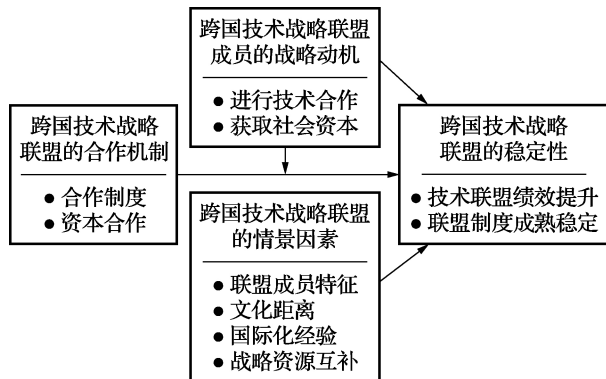 跨国技术战略联盟
成员的战略动机
● 进行技术合作
● 获取社会资本
跨国技术战略
联盟的合作机制
● 合作制度
● 资本合作
跨国技术战略
联盟的稳定性
● 技术联盟绩效提升
● 联盟制度成熟稳定
跨国技术战略联盟
的情景因素
● 联盟成员特征
● 文化距离
● 国际化经验
● 战略资源互补